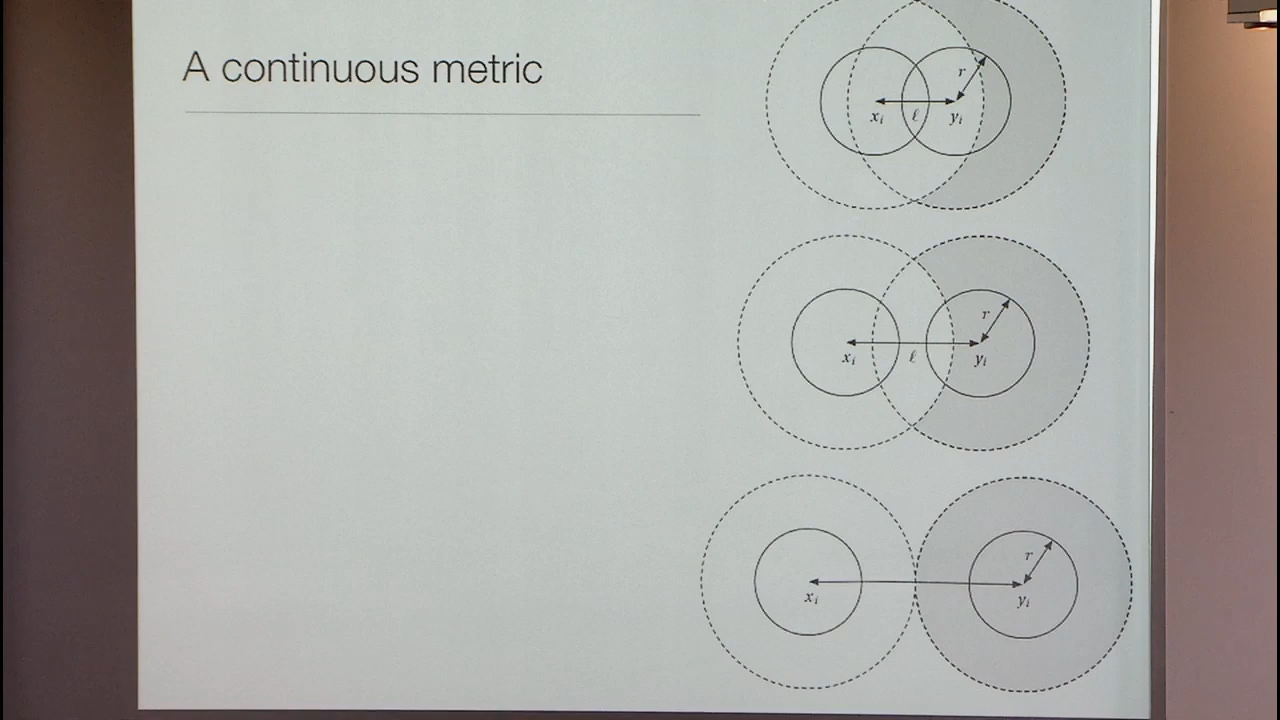 A continuous metric
r
xᵢ ℓ yᵢ
r
xᵢ ℓ yᵢ
r
xᵢ yᵢ